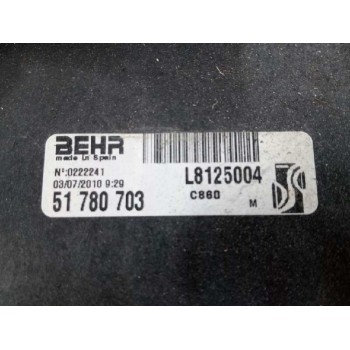 BEHR
made in Spain
N°:0222241
03/07/2010 9:29
51 780 703
L8125004
C860
M